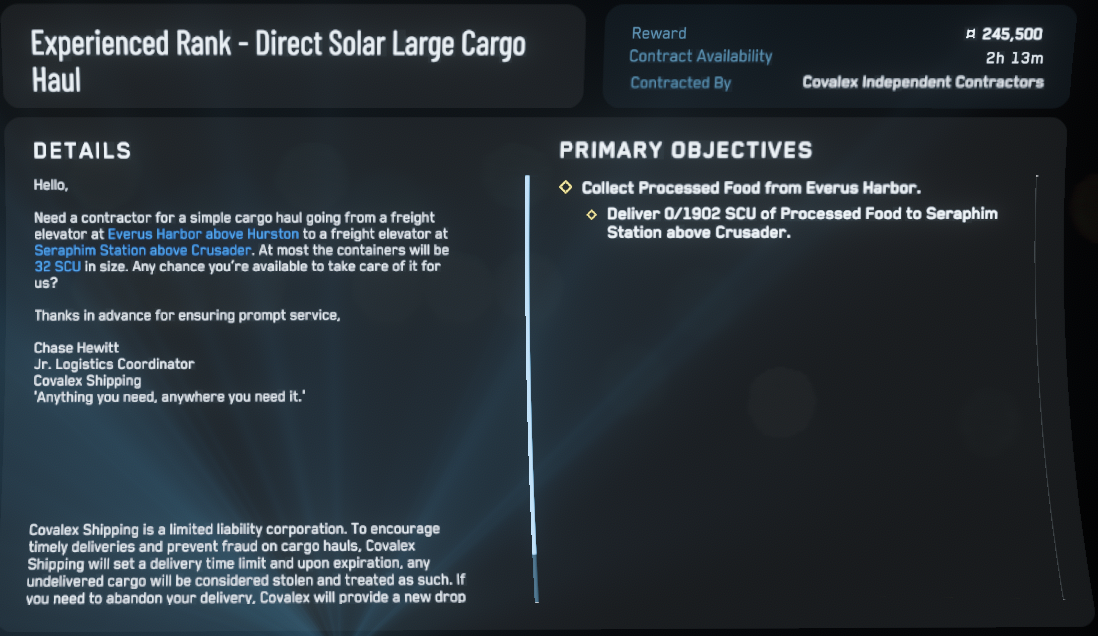 Experienced Rank - Direct Solar Large Cargo
Haul
Reward ¤ 245,500
Contract Availability 2h 13m
Contracted By Covalex Independent Contractors
DETAILS
Hello,
Need a contractor for a simple cargo haul going from a freight
elevator at Everus Harbor above Hurston to a freight elevator at
Seraphim Station above Crusader. At most the containers will be
32 SCU in size. Any chance you're available to take care of it for
us?
Thanks in advance for ensuring prompt service,
Chase Hewitt
Jr. Logistics Coordinator
Covalex Shipping
'Anything you need, anywhere you need it.'
Covalex Shipping is a limited liability corporation. To encourage
timely deliveries and prevent fraud on cargo hauls, Covalex
Shipping will set a delivery time limit and upon expiration, any
undelivered cargo will be considered stolen and treated as such. If
you need to abandon your delivery, Covalex will provide a new drop
PRIMARY OBJECTIVES
Collect Processed Food from Everus Harbor.
Deliver 0/1902 SCU of Processed Food to Seraphim
Station above Crusader.